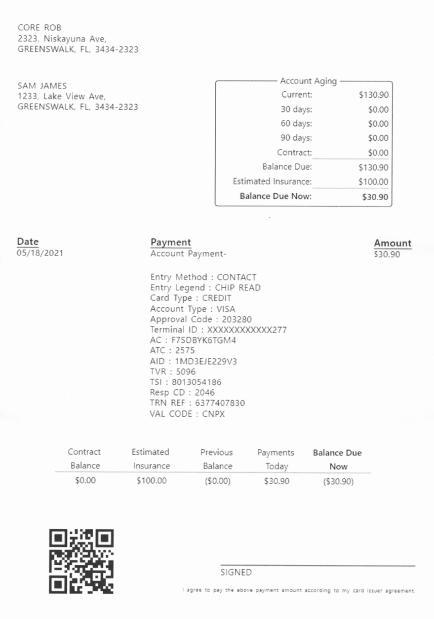 CORE ROB
2323, Niskayuna Ave,
GREENSWALK, FL, 3434-2323
SAM JAMES
1233, Lake View Ave,
GREENSWALK, FL, 3434-2323
Account Aging
Current: $130.90
30 days: $0.00
60 days: $0.00
90 days: $0.00
Contract: $0.00
Balance Due: $130.90
Estimated Insurance: $100.00
Balance Due Now: $30.90
Date Payment Amount
05/18/2021 Account Payment- $30.90
Entry Method : CONTACT
Entry Legend : CHIP READ
Card Type : CREDIT
Account Type : VISA
Approval Code : 203280
Terminal ID : XXXXXXXXXXXX277
AC : F7SDBYK6TGM4
ATC : 2575
AID : 1MD3EJE229V3
TVR : 5096
TSI : 8013054186
Resp CD : 2046
TRN REF : 6377407830
VAL CODE : CNPX
Contract Estimated Previous Payments Balance Due
Balance Insurance Balance Today Now
$0.00 $100.00 ($0.00) $30.90 ($30.90)
SIGNED
I agree to pay the above payment amount according to my card issuer agreement.